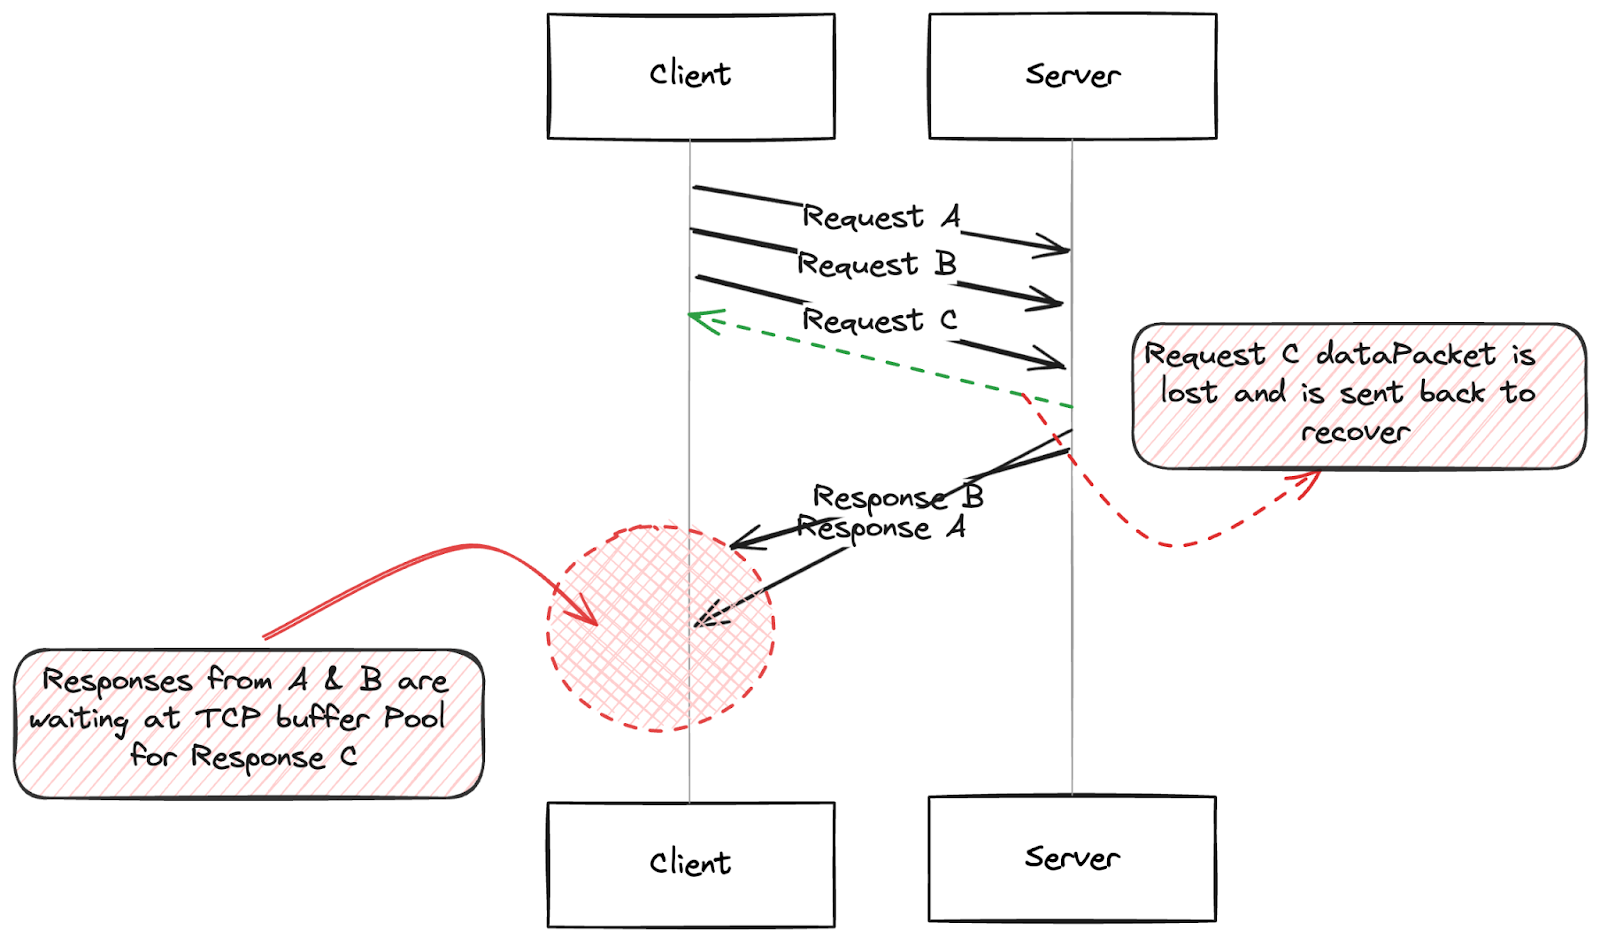 Client
Server
Request A
Request B
Request C
Request C dataPacket is
lost and is sent back to
recover
Response B
Response A
Responses from A & B are
waiting at TCP buffer Pool
for Response C
Client
Server